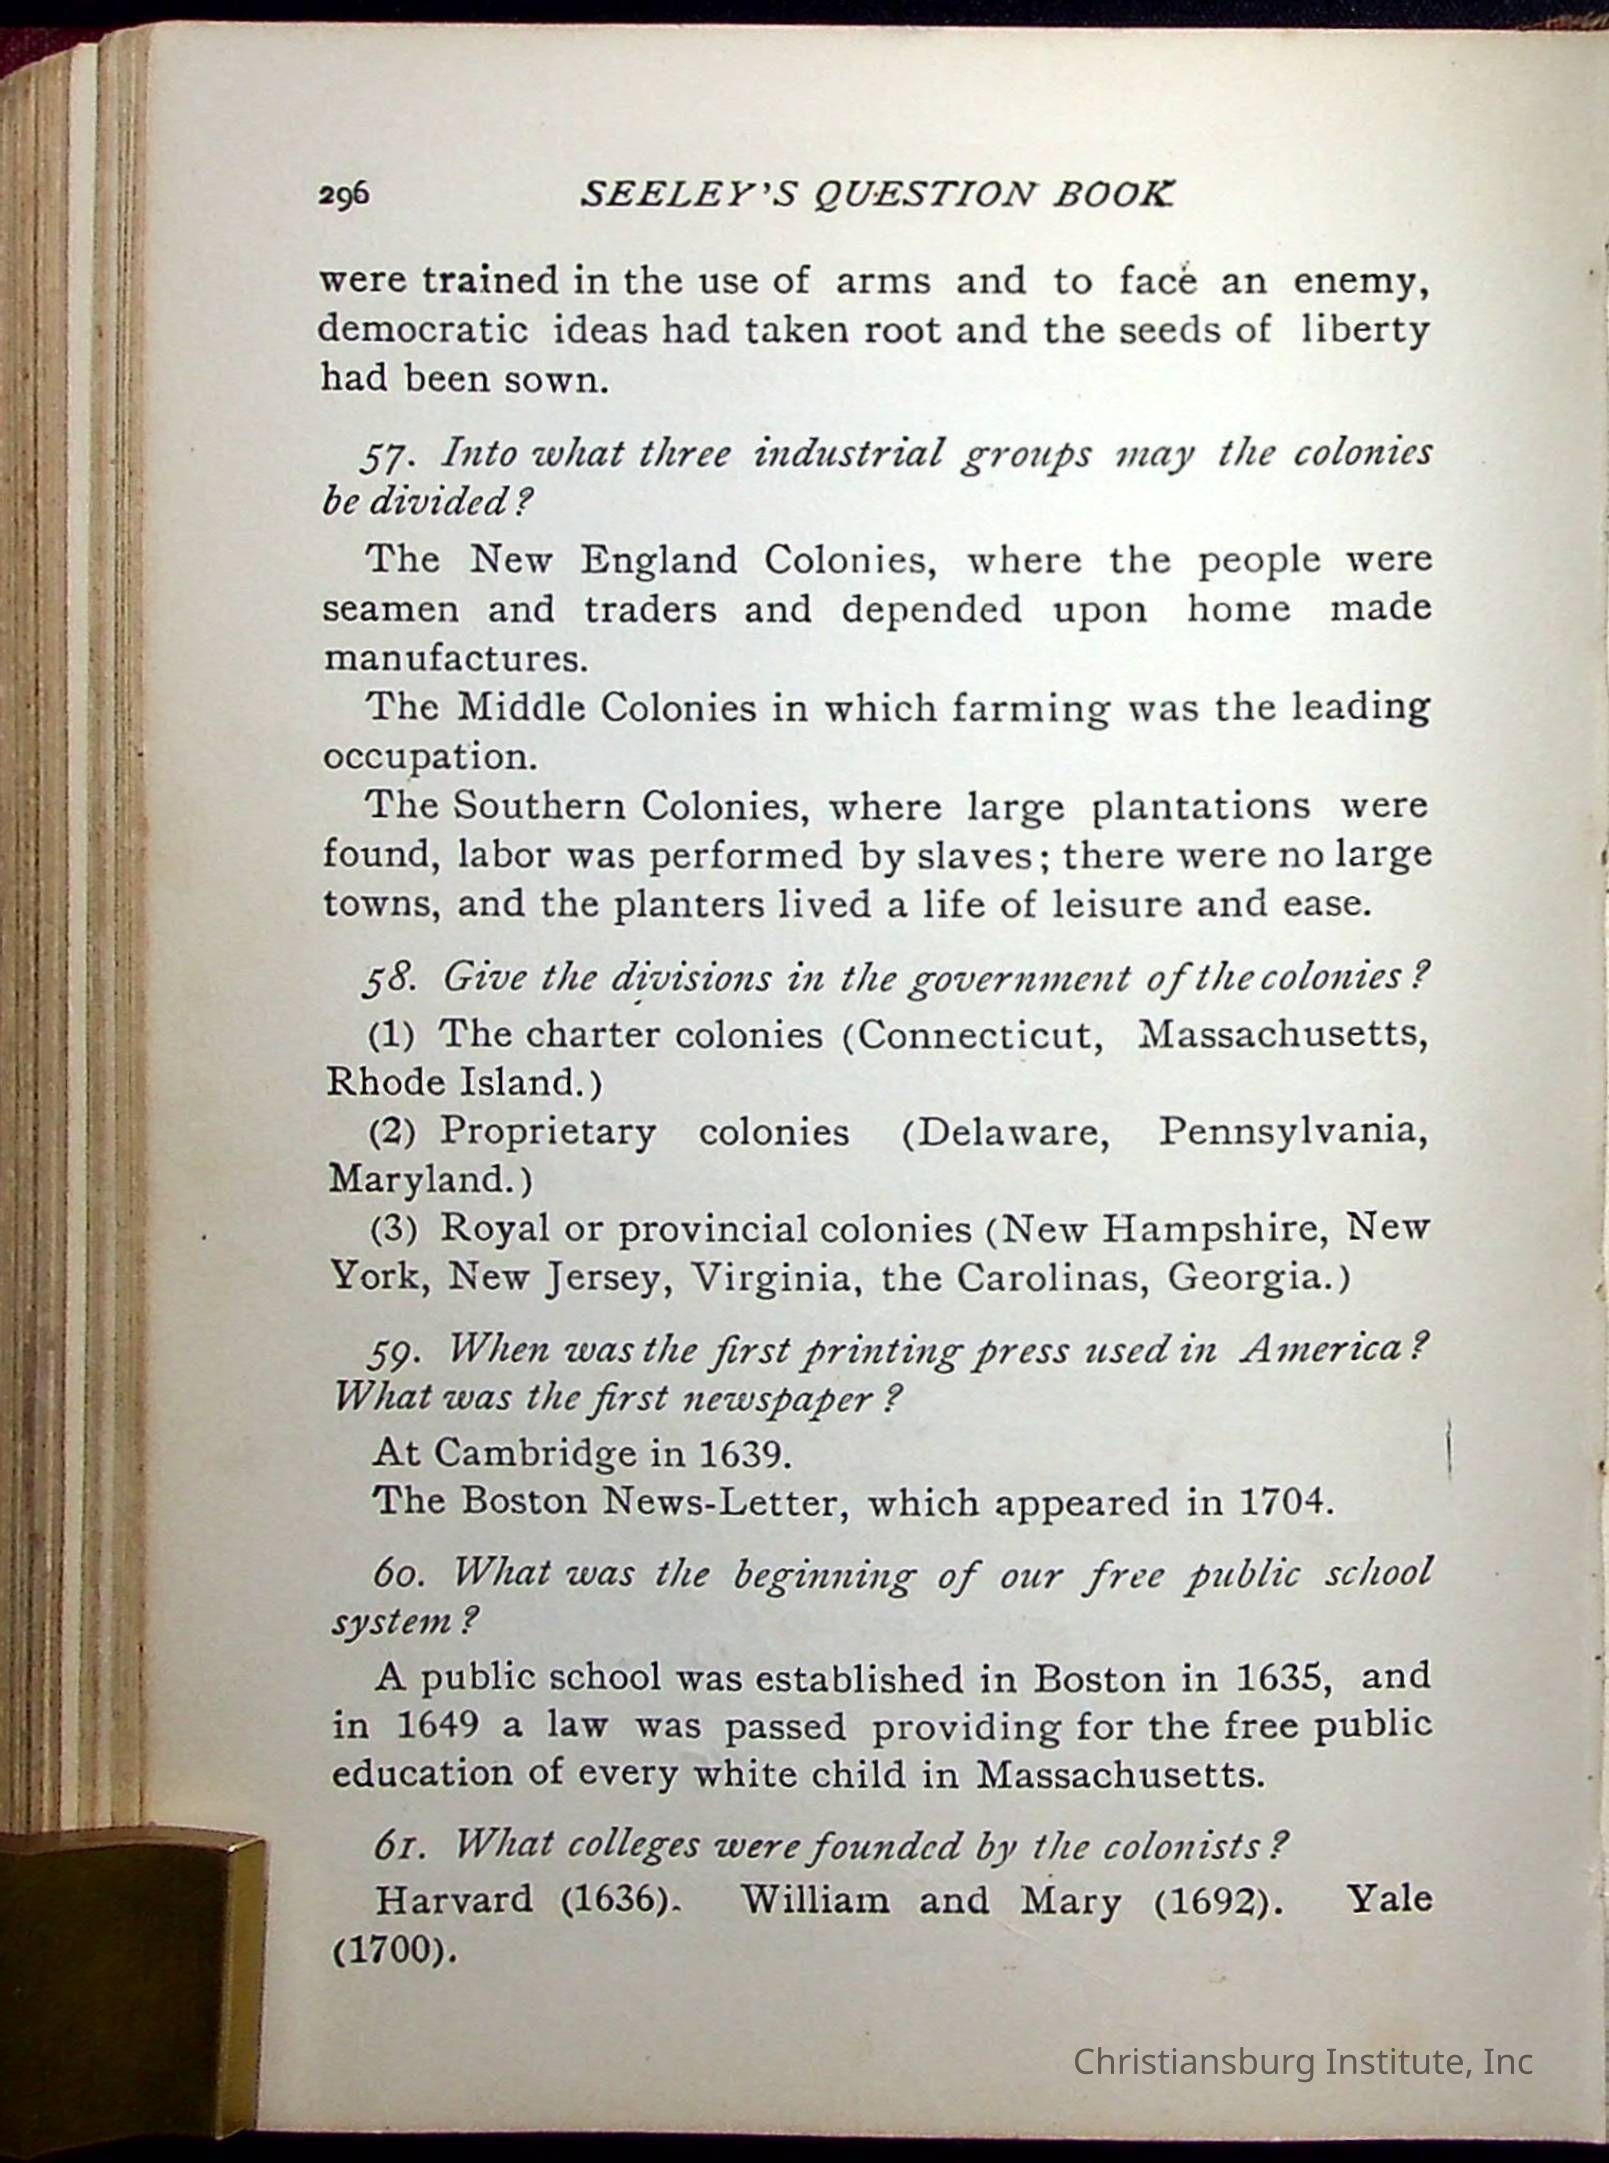 296 SEELEY'S QUESTION BOOK
were trained in the use of arms and to face an enemy,
democratic ideas had taken root and the seeds of liberty
had been sown.
57. Into what three industrial groups may the colonies
be divided?
The New England Colonies, where the people were
seamen and traders and depended upon home made
manufactures.
The Middle Colonies in which farming was the leading
occupation.
The Southern Colonies, where large plantations were
found, labor was performed by slaves; there were no large
towns, and the planters lived a life of leisure and ease.
58. Give the divisions in the government of the colonies?
(1) The charter colonies (Connecticut, Massachusetts,
Rhode Island.)
(2) Proprietary colonies (Delaware, Pennsylvania,
Maryland.)
(3) Royal or provincial colonies (New Hampshire, New
York, New Jersey, Virginia, the Carolinas, Georgia.)
59. When was the first printing press used in America?
What was the first newspaper?
At Cambridge in 1639.
The Boston News-Letter, which appeared in 1704.
60. What was the beginning of our free public school
system?
A public school was established in Boston in 1635, and
in 1649 a law was passed providing for the free public
education of every white child in Massachusetts.
61. What colleges were founded by the colonists?
Harvard (1636). William and Mary (1692). Yale
(1700).
Christiansburg Institute, Inc